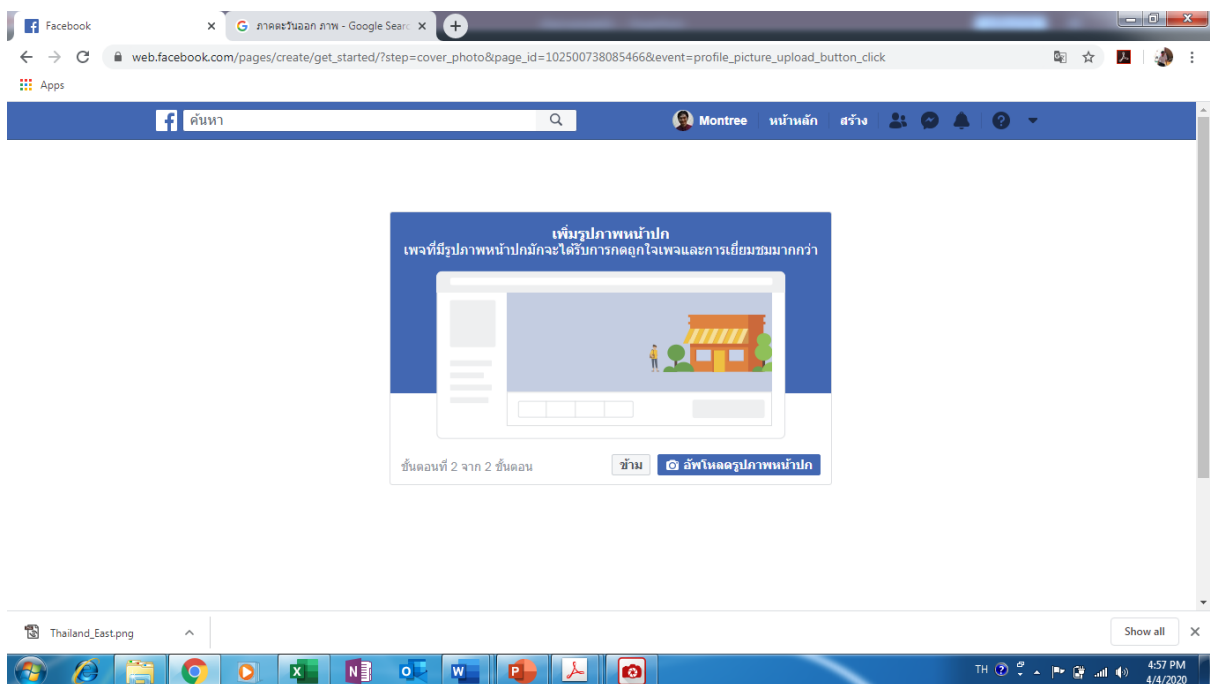 Facebook
ภาคตะวันออก ภาพ - Google Searc
web.facebook.com/pages/create/get_started/?step=cover_photo&page_id=102500738085466&event=profile_picture_upload_button_click
Apps
ค้นหา
Montree หน้าหลัก สร้าง
เพิ่มรูปภาพหน้าปก
เพจที่มีรูปภาพหน้าปกมักจะได้รับการกดถูกใจเพจและการเยี่ยมชมมากกว่า
ขั้นตอนที่ 2 จาก 2 ขั้นตอน
ข้าม
อัพโหลดรูปภาพหน้าปก
Thailand_East.png
Show all
TH
4:57 PM
4/4/2020